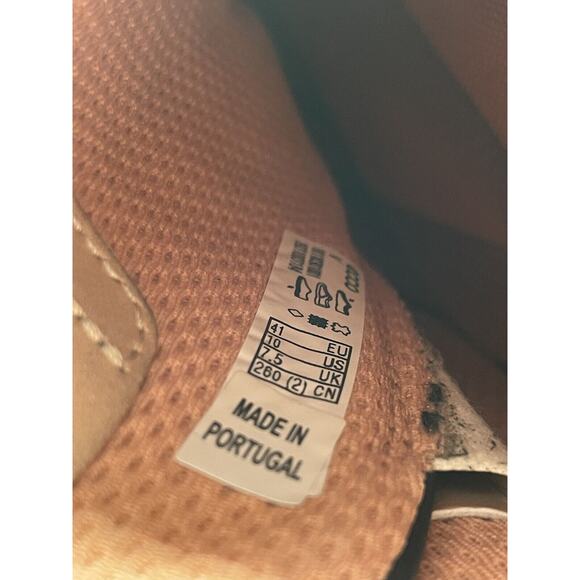 41 EU
10 US
7.5 UK
260 (2) CN
MADE IN
PORTUGAL